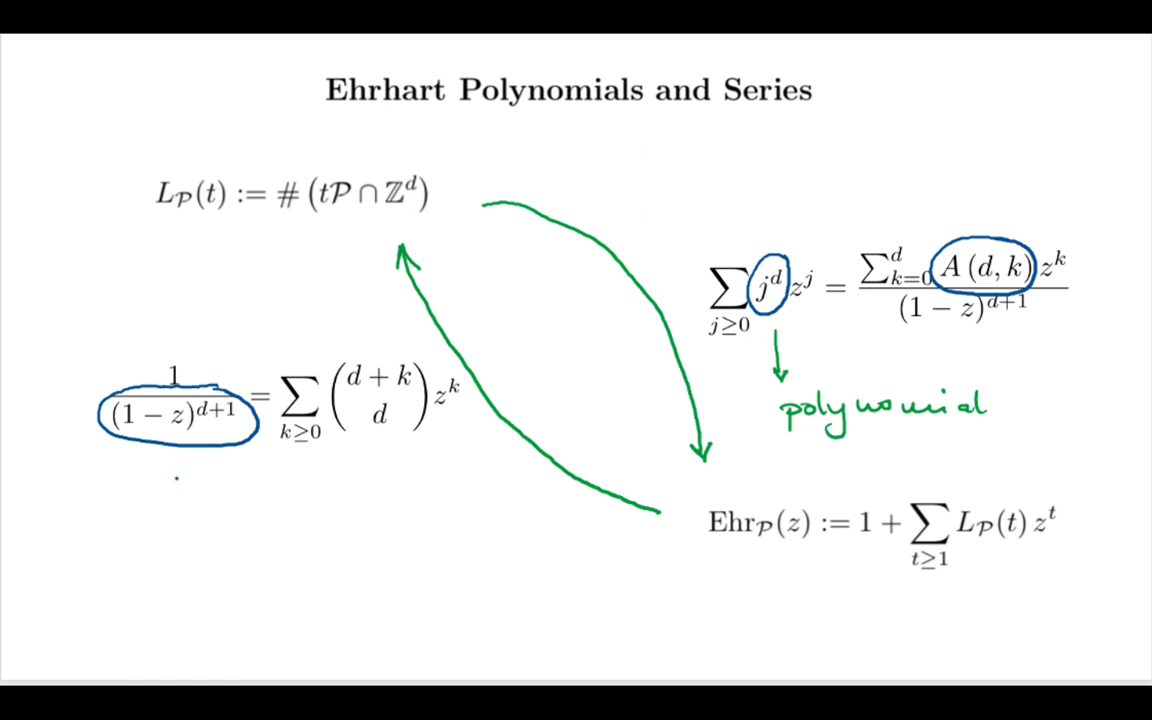 Ehrhart Polynomials and Series
L_P(t) := # (tP ∩ ℤ^d)
∑_{j≥0} j^d z^j = ∑_{k=0}^d A (d, k) z^k / (1 − z)^{d+1}
polynomial
1 / (1 − z)^{d+1} = ∑_{k≥0} \binom{d + k}{d} z^k
Ehr_P(z) := 1 + ∑_{t≥1} L_P(t) z^t